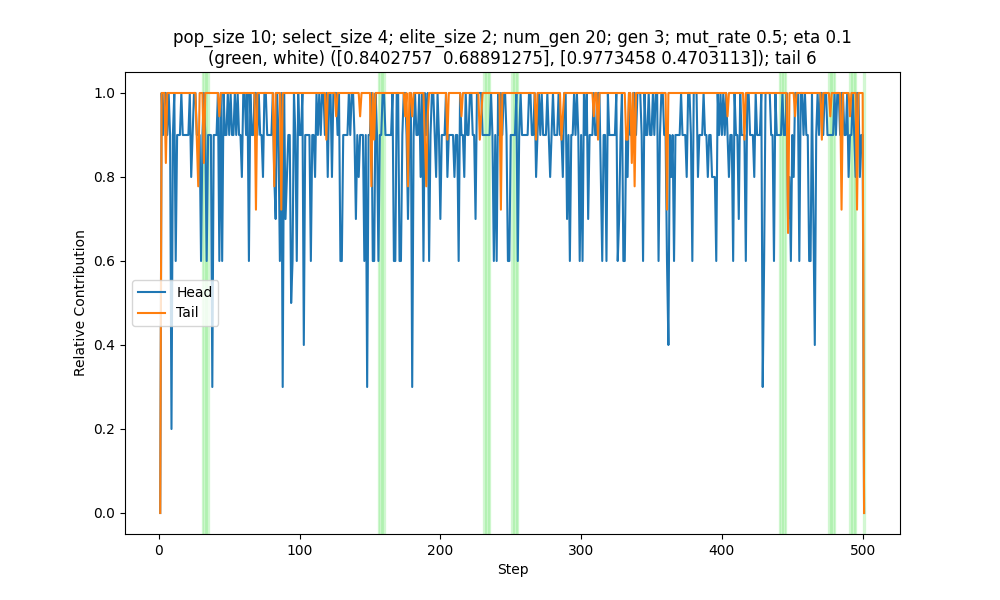 pop_size 10; select_size 4; elite_size 2; num_gen 20; gen 3; mut_rate 0.5; eta 0.1
(green, white) ([0.8402757  0.68891275], [0.9773458 0.4703113]); tail 6
1.0
0.8
0.6
0.4
0.2
0.0
Relative Contribution
Head
Tail
0 100 200 300 400 500
Step